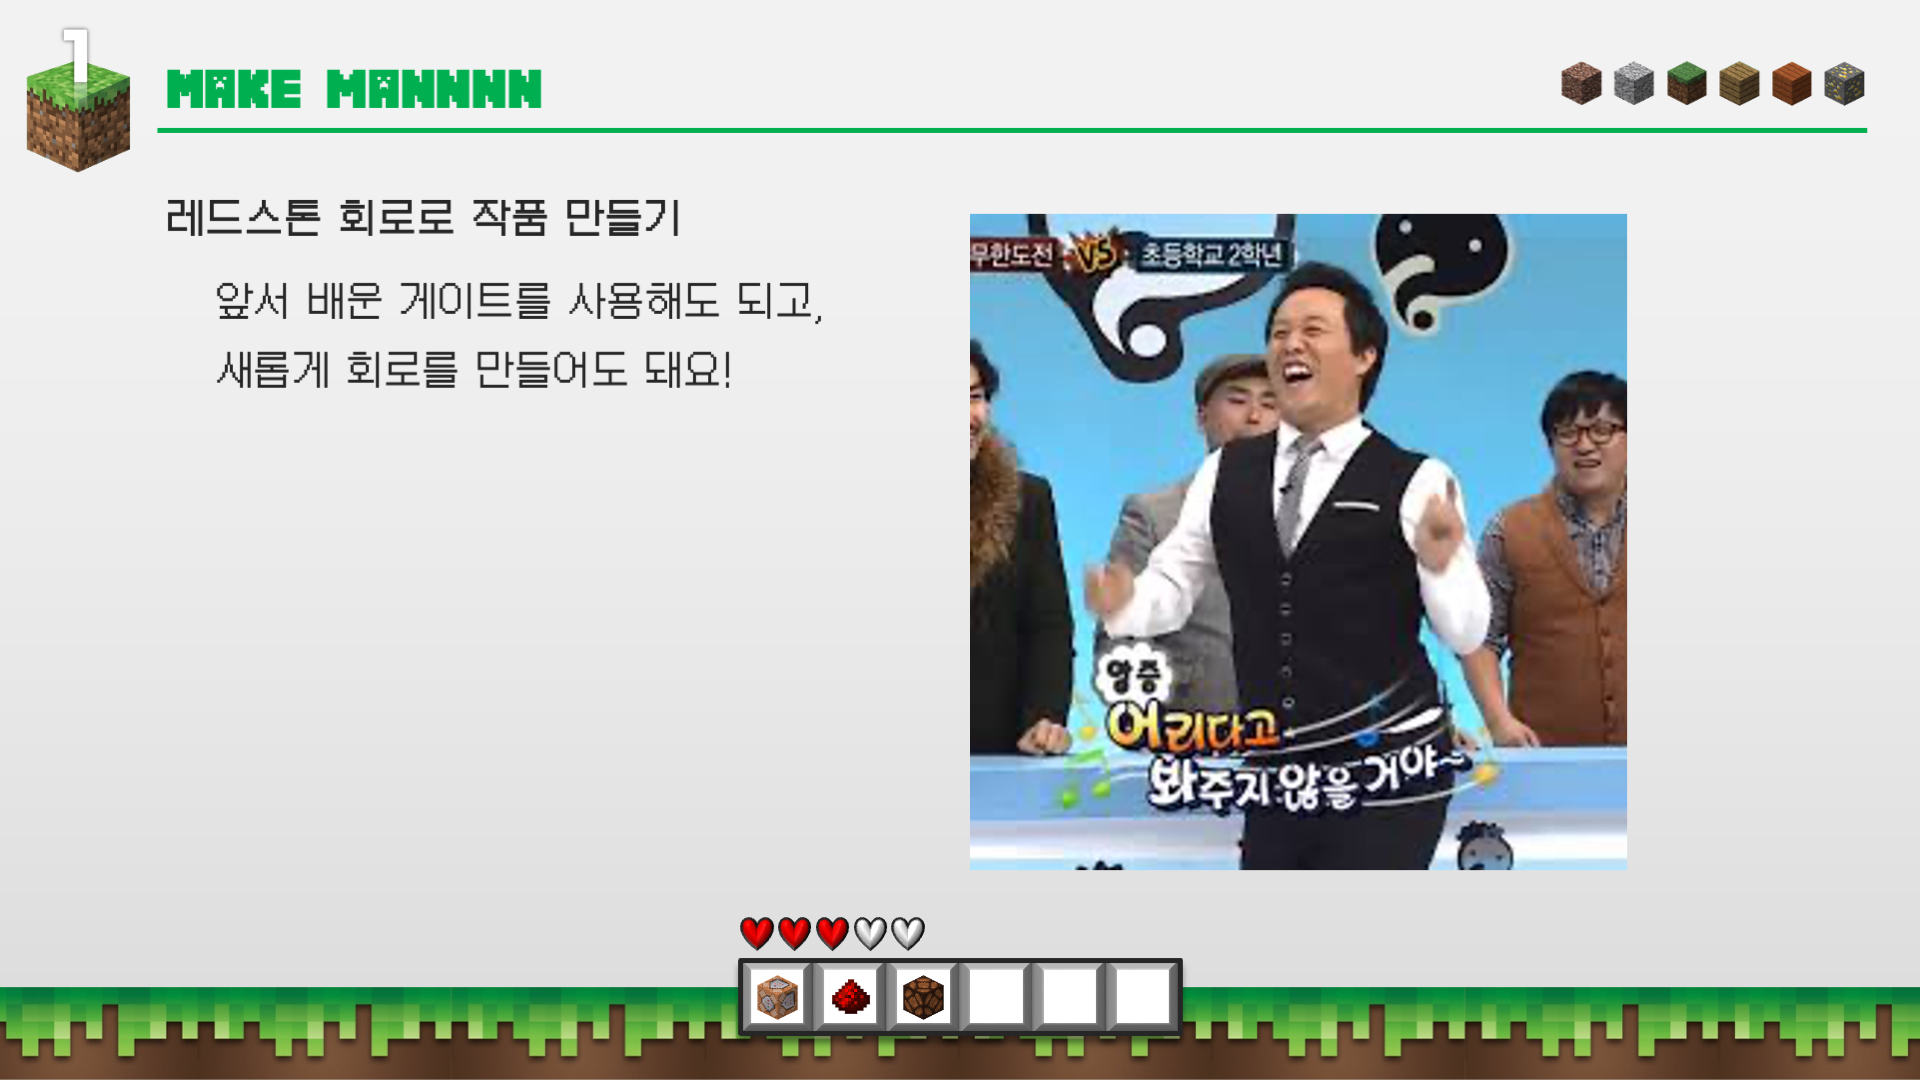 1
MAKE MANNNN
레드스톤 회로로 작품 만들기
앞서 배운 게이트를 사용해도 되고,
새롭게 회로를 만들어도 돼요!
무한도전 VS 초등학교 2학년
앙증
어리다고
봐주지 않을 거야~